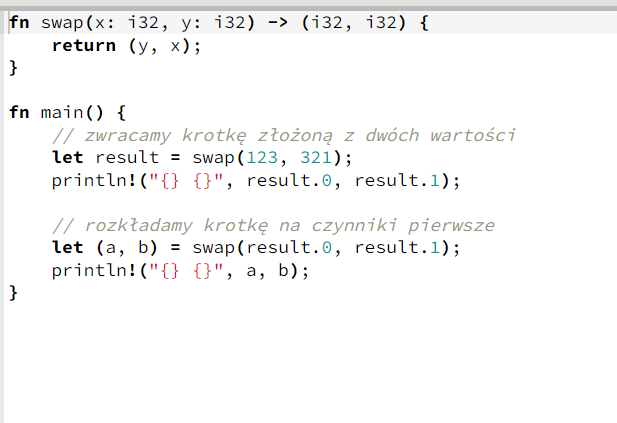 fn swap(x: i32, y: i32) -> (i32, i32) {
    return (y, x);
}

fn main() {
    // zwracamy krotkę złożoną z dwóch wartości
    let result = swap(123, 321);
    println!("{} {}", result.0, result.1);

    // rozkładamy krotkę na czynniki pierwsze
    let (a, b) = swap(result.0, result.1);
    println!("{} {}", a, b);
}